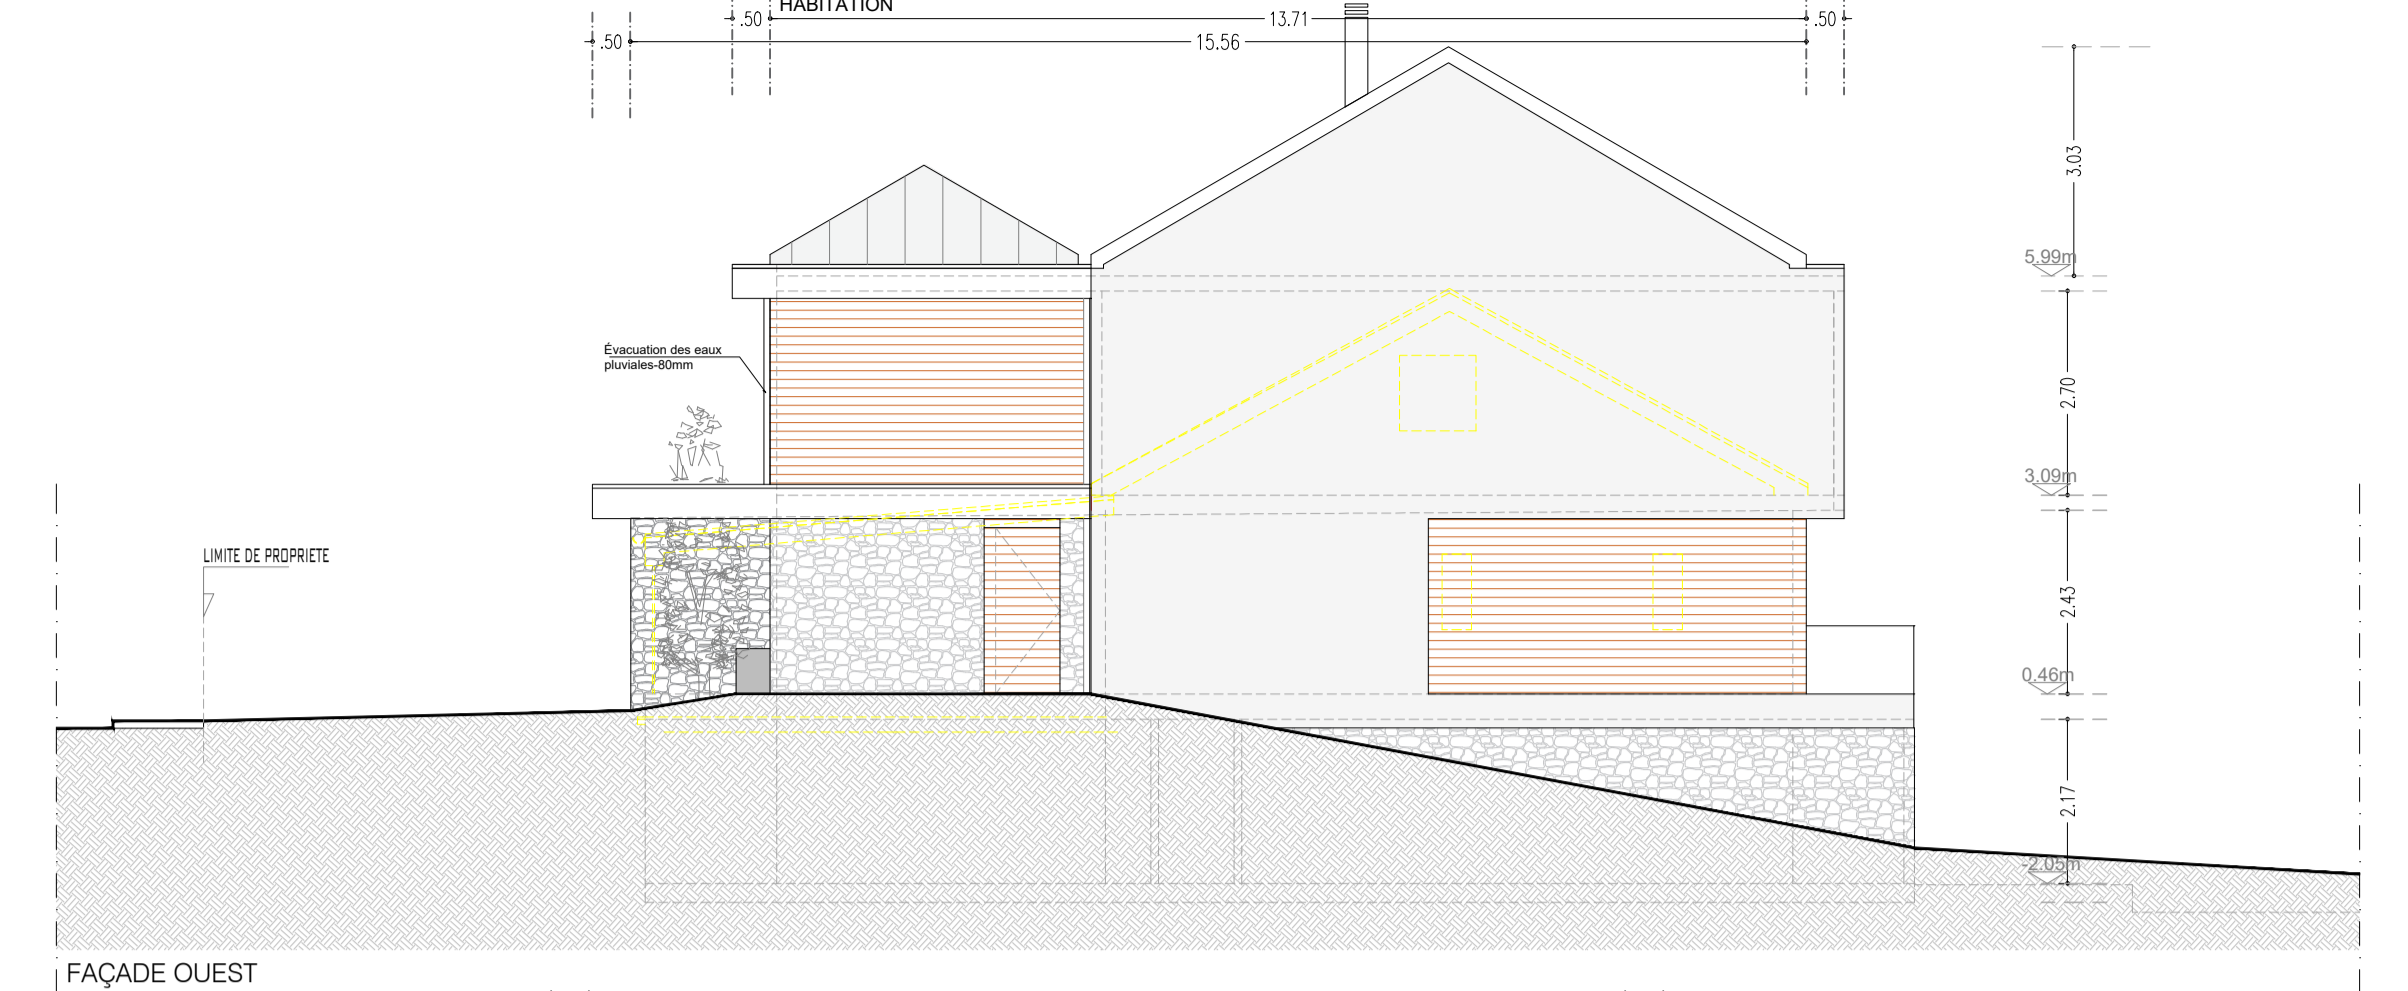 HABITATION
.50
13.71
.50
.50
15.56
3.03
5.99m
Évacuation des eaux
pluviales-80mm
2.70
3.09m
LIMITE DE PROPRIETE
2.43
0.46m
2.17
-2.05m
FAÇADE OUEST